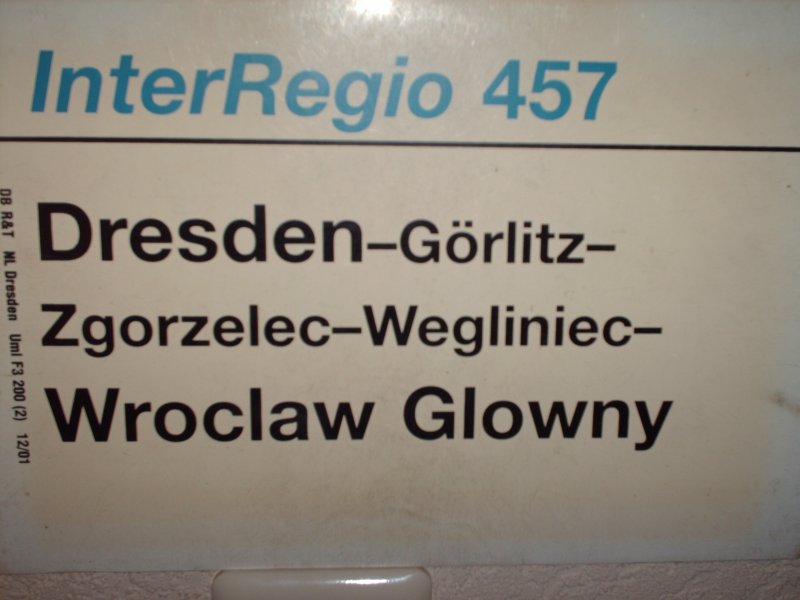 InterRegio 457
Dresden–Görlitz–
Zgorzelec–Wegliniec–
Wroclaw Glowny
DB R&T NL Dresden Uml F3 200 (2) 12/01